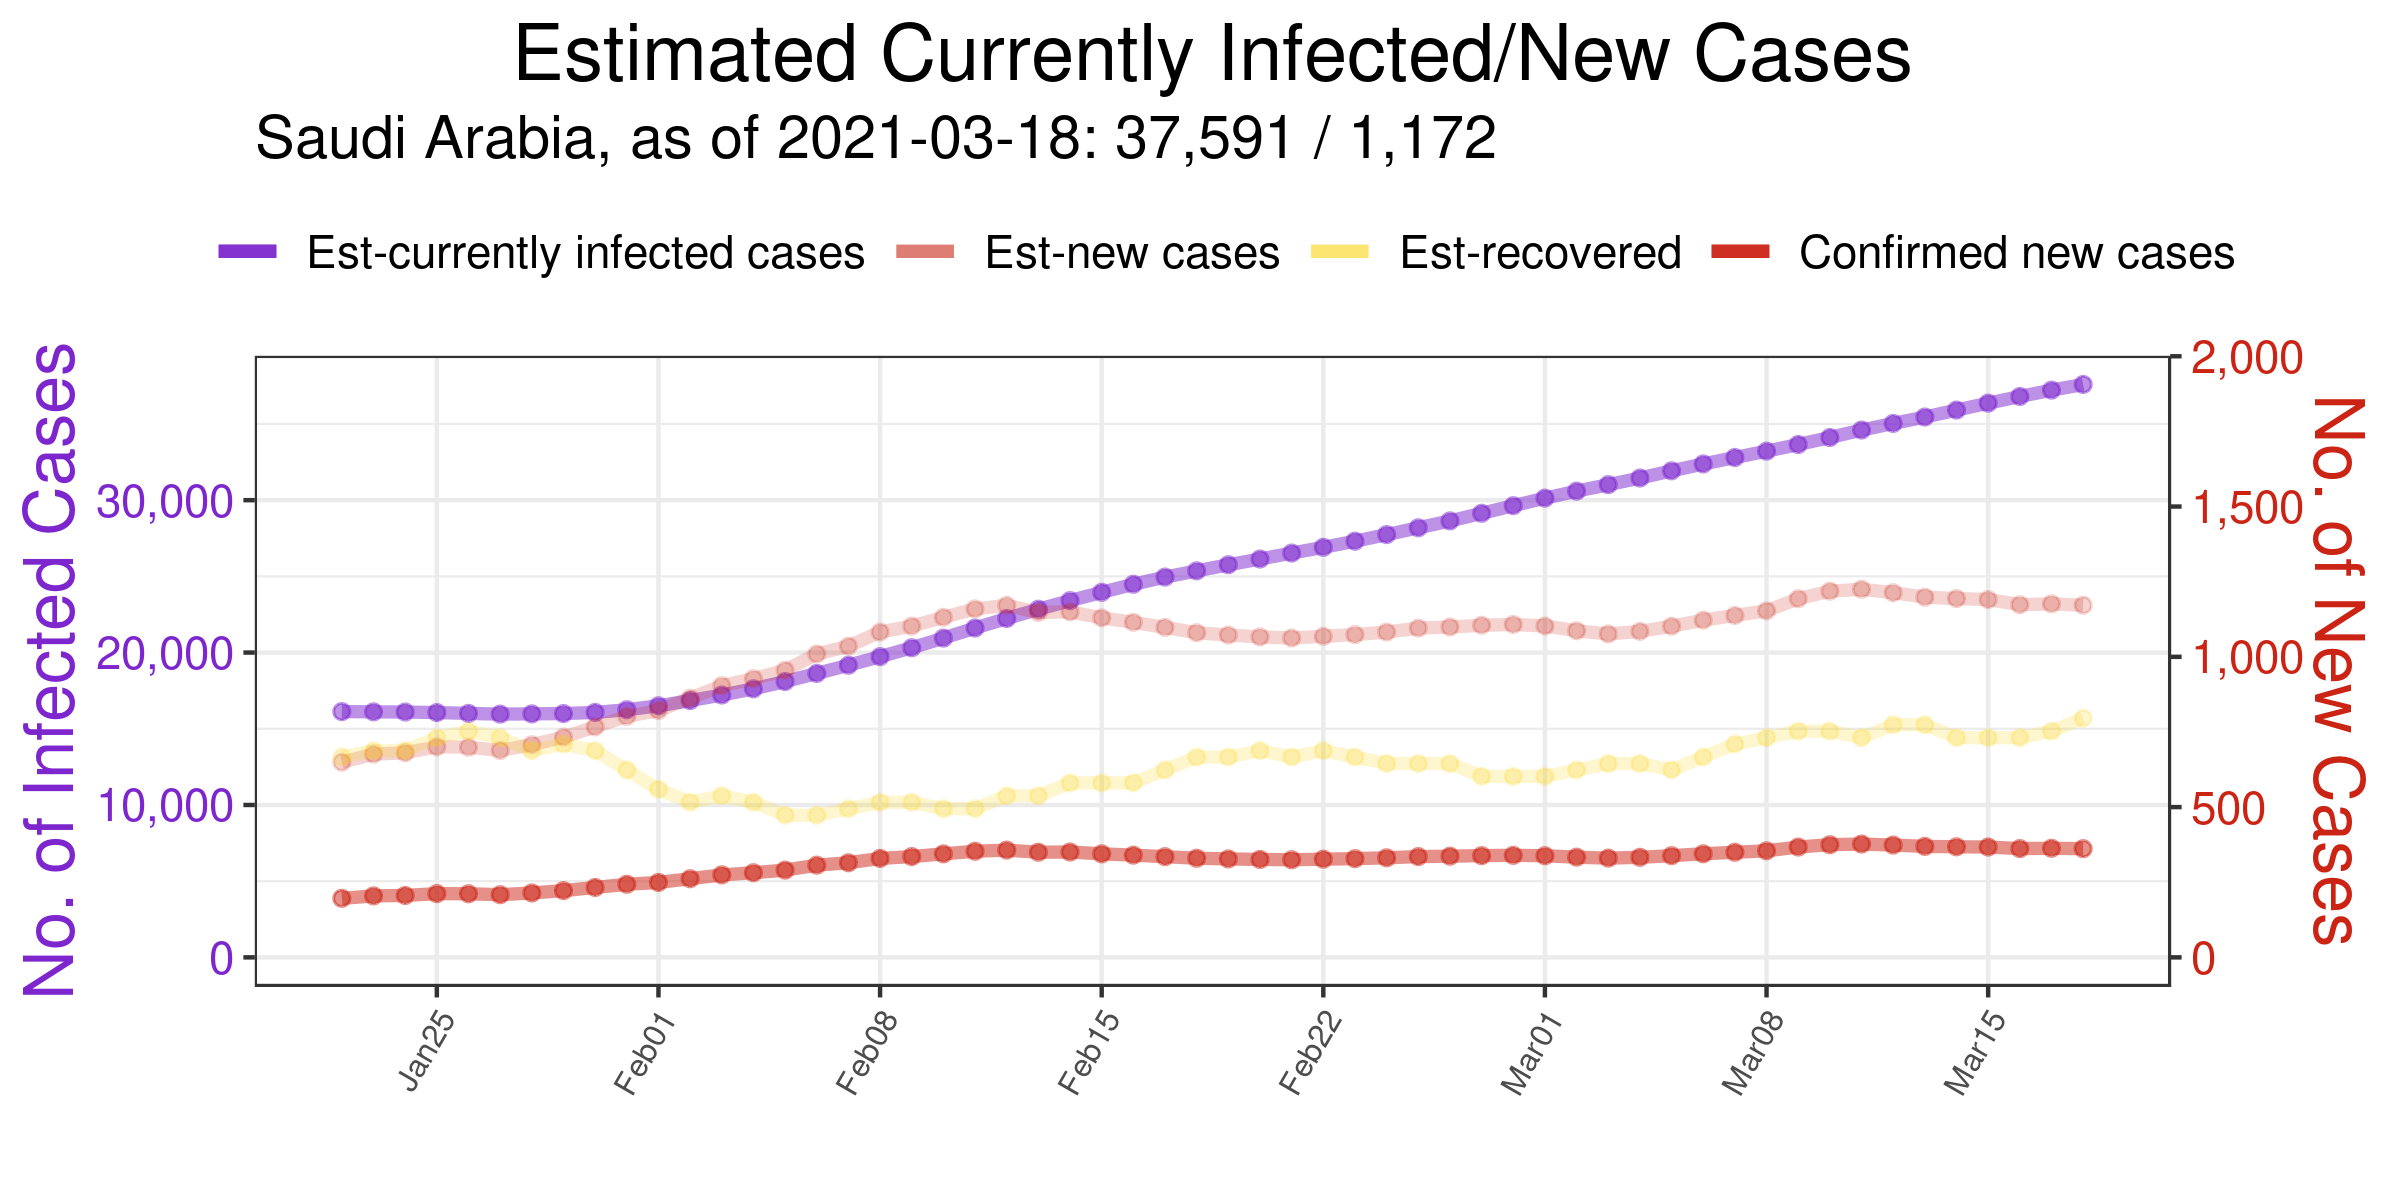 Estimated Currently Infected/New Cases
Saudi Arabia, as of 2021-03-18: 37,591 / 1,172
Est-currently infected cases Est-new cases Est-recovered Confirmed new cases
No. of Infected Cases
30,000
20,000
10,000
0
2,000
1,500
1,000
500
0
No. of New Cases
Jan25 Feb01 Feb08 Feb15 Feb22 Mar01 Mar08 Mar15